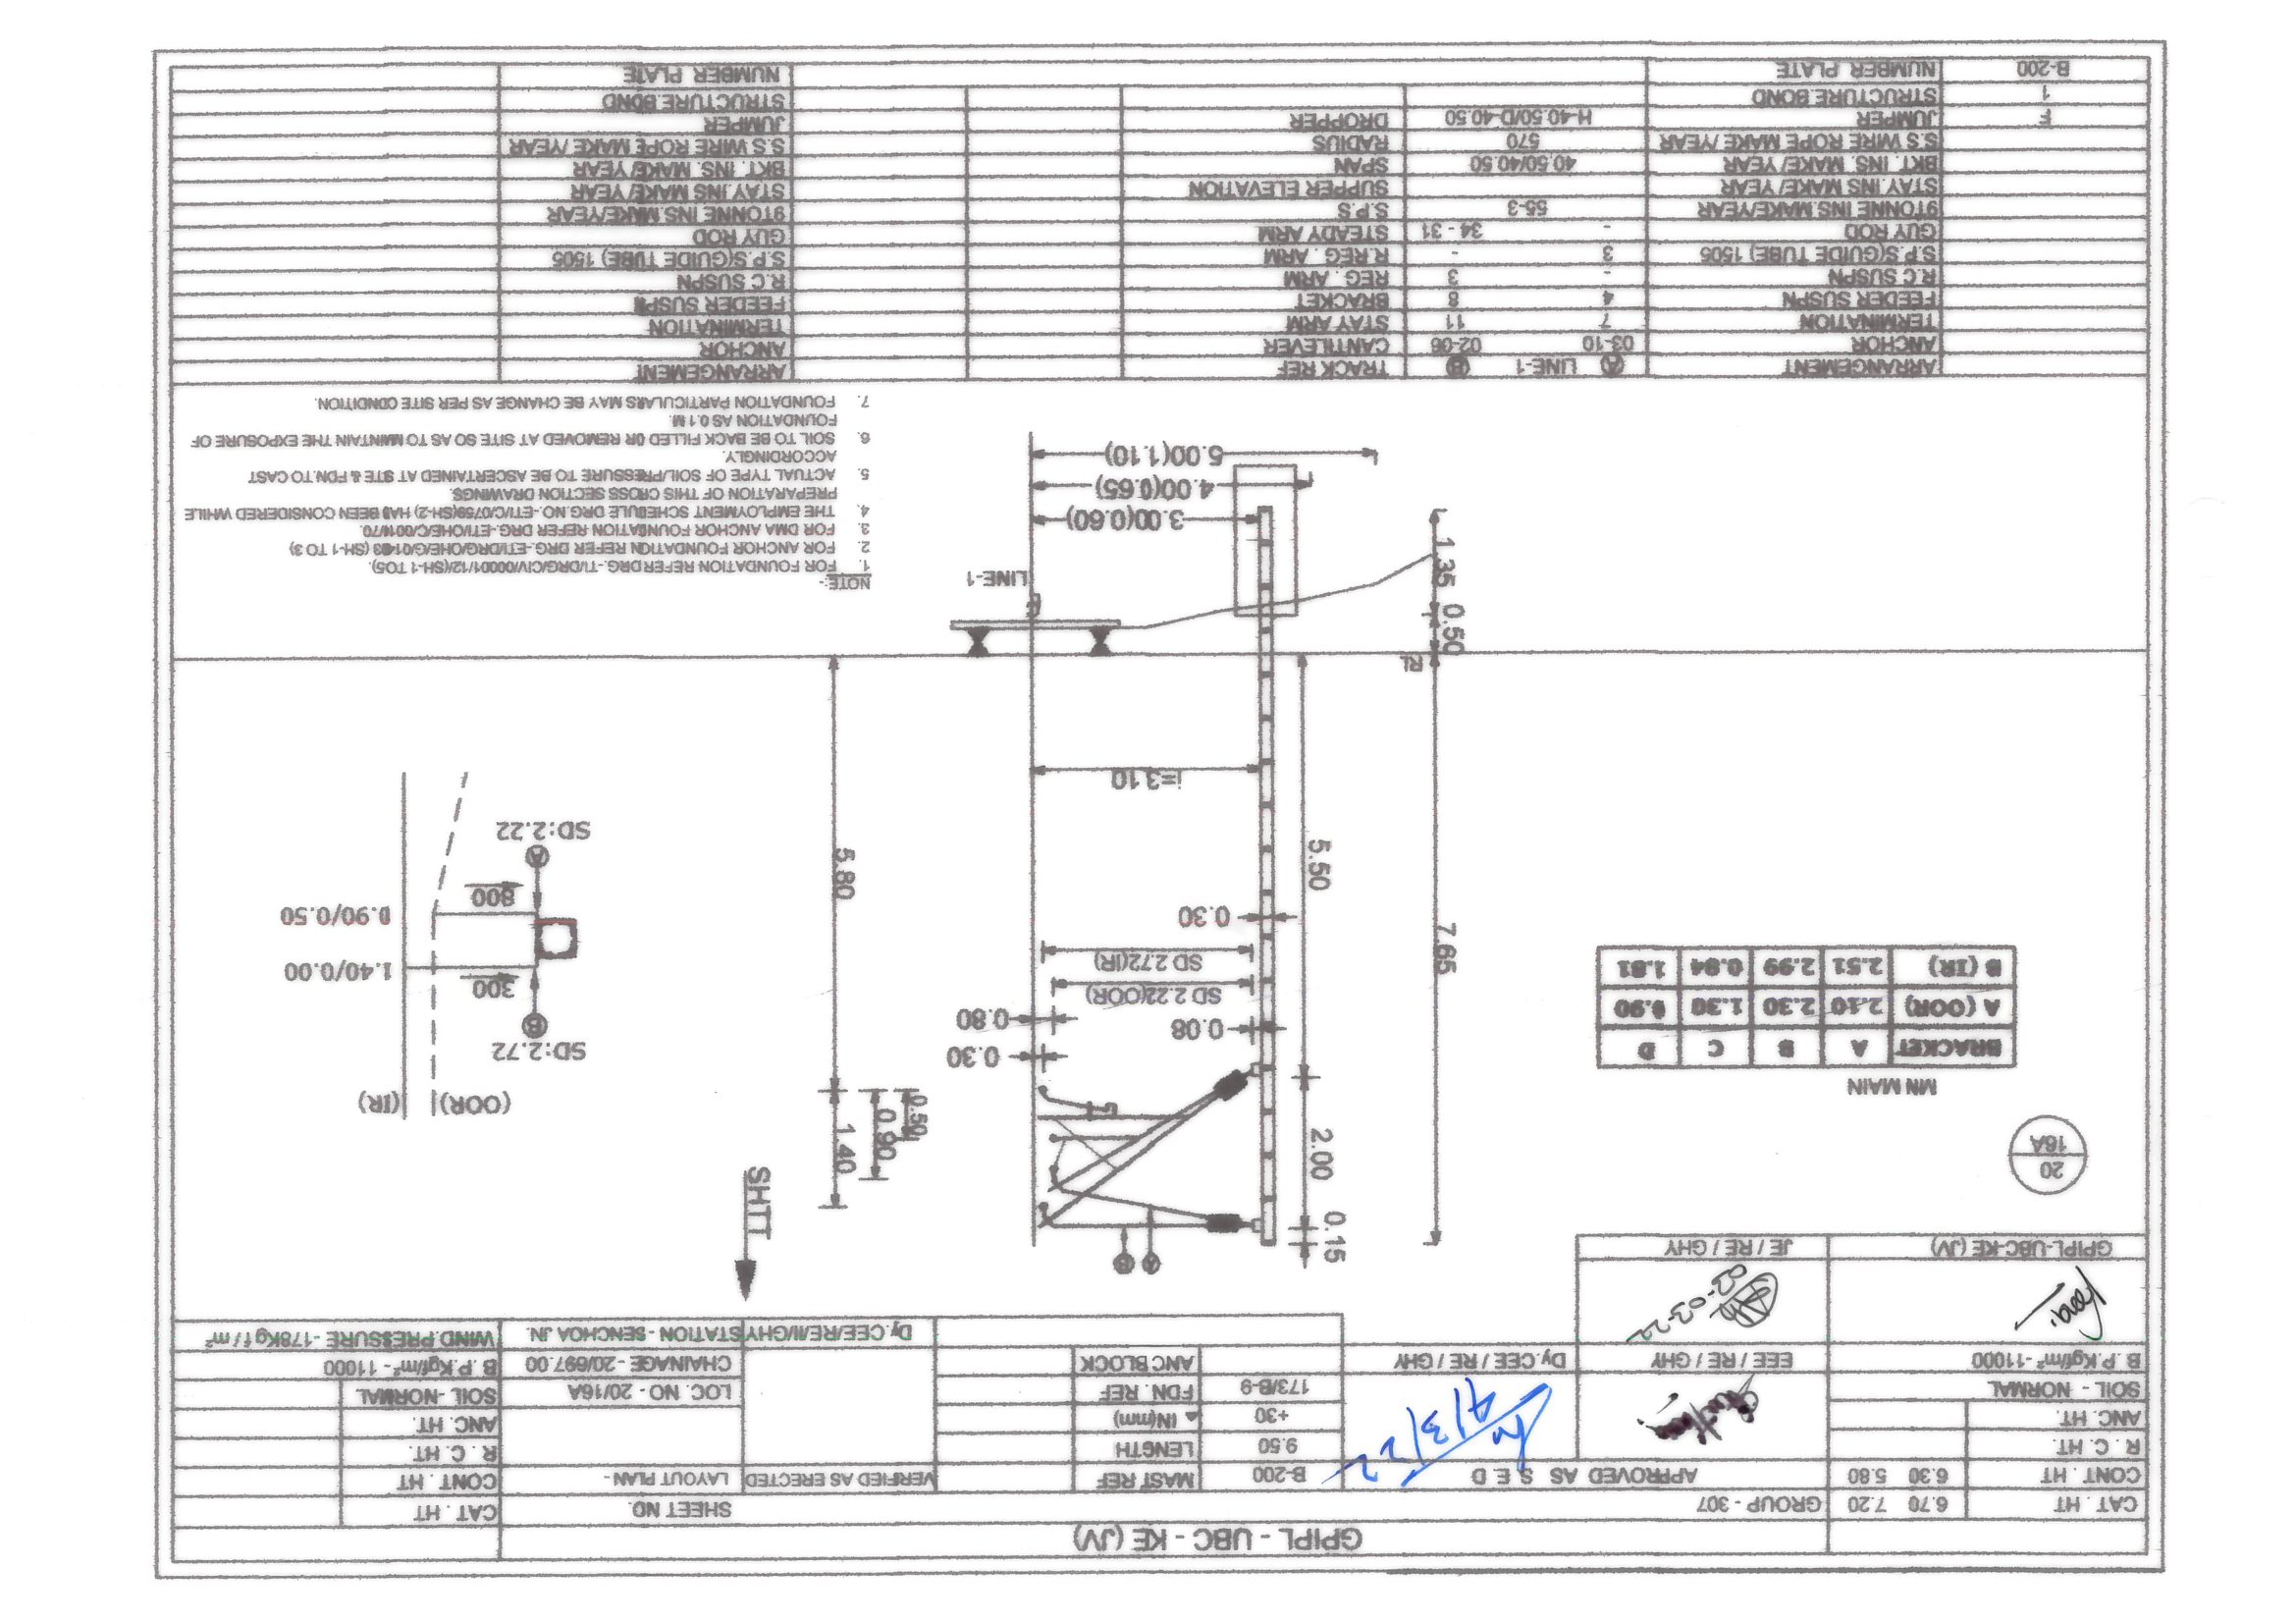 GPIPL - UBC - KE (JV)
CAT . HT 6.70 7.20 GROUP - 307 SHEET NO. CAT . HT
CONT . HT 6.30 5.80 APPROVED AS S.E.D B-200 MAST REF VERIFIED AS ERECTED LAYOUT PLAN - CONT . HT
R . C. HT. 9.50 LENGTH R . C. HT.
ANC. HT. +30 IN(mm) ANC. HT.
4/3/22
SOIL - NORMAL 173/B-9 FDN. REF LOC. NO - 20/16A SOIL -NORMAL
B .P.Kgf/m² -11000 EEE / RE / GHY Dy.CEE / RE / GHY ANC BLOCK CHAINAGE - 20/697.00 B .P.Kgf/m² - 11000
Dy.CEE/RE/II/GHY STATION - SENCHOA JN. WIND.PRESSURE -178Kg f / m²
02-03-22
GPIPL-UBC-KE (JV) JE / RE / GHY
20
16A
MN MAIN
BRACKET A B C D
A (OOR) 2.10 2.30 1.30 0.90
B (IR) 2.51 2.99 0.84 1.81
A B
0.15
2.00
5.50
7.65
0.50
1.35
RL
0.08
0.30
0.80
SD 2.22(OOR)
SD 2.72(IR)
0.30
i=3.10
LINE-1
3.00(0.60)
4.00(0.65)
5.00(1.10)
0.50
0.90
1.40
5.80
SHTT
(OOR) (IR)
SD:2.72
B
300
1.40/0.00
0.90/0.50
800
A
SD:2.22
NOTE:-
1. FOR FOUNDATION REFER DRG.-TI/DRG/CIV/00001/12/(SH-1 TO5).
2. FOR ANCHOR FOUNDATION REFER DRG.-ETI/DRG/OHE/G/01403 (SH-1 TO 3)
3. FOR DMA ANCHOR FOUNDATION REFER DRG.-ETI/OHE/C/0016/70.
4. THE EMPLOYMENT SCHEDULE DRG.NO.-ETI/C/0759(SH-2) HAS BEEN CONSIDERED WHILE
PREPARATION OF THIS CROSS SECTION DRAWINGS.
5. ACTUAL TYPE OF SOIL/PRESSURE TO BE ASCERTAINED AT SITE & FDN.TO CAST
ACCORDINGLY.
6. SOIL TO BE BACK FILLED OR REMOVED AT SITE SO AS TO MAINTAIN THE EXPOSURE OF
FOUNDATION AS 0.1 M.
7. FOUNDATION PARTICULARS MAY BE CHANGE AS PER SITE CONDITION.
ARRANGEMENT A LINE-1 B TRACK REF ARRANGEMENT
ANCHOR 03-10 02-06 CANTILEVER ANCHOR
TERMINATION 7 11 STAY ARM TERMINATION
FEEDER SUSPN 4 8 BRACKET FEEDER SUSPN
R.C SUSPN - 3 REG . ARM R.C SUSPN
S.P.S(GUIDE TUBE) 1505 3 - R.REG . ARM S.P.S(GUIDE TUBE) 1505
GUY ROD - 34 - 31 STEADY ARM GUY ROD
9TONNE INS.MAKE/YEAR 55-3 S.P.S 9TONNE INS.MAKE/YEAR
STAY.INS MAKE/ YEAR SUPPER ELEVATION STAY.INS MAKE/ YEAR
BKT. INS. MAKE/ YEAR 40.50/40.50 SPAN BKT. INS. MAKE/ YEAR
S.S WIRE ROPE MAKE /YEAR 570 RADIUS S.S WIRE ROPE MAKE /YEAR
F JUMPER H-40.50/D-40.50 DROPPER JUMPER
1 STRUCTURE.BOND STRUCTURE.BOND
B-200 NUMBER PLATE NUMBER PLATE